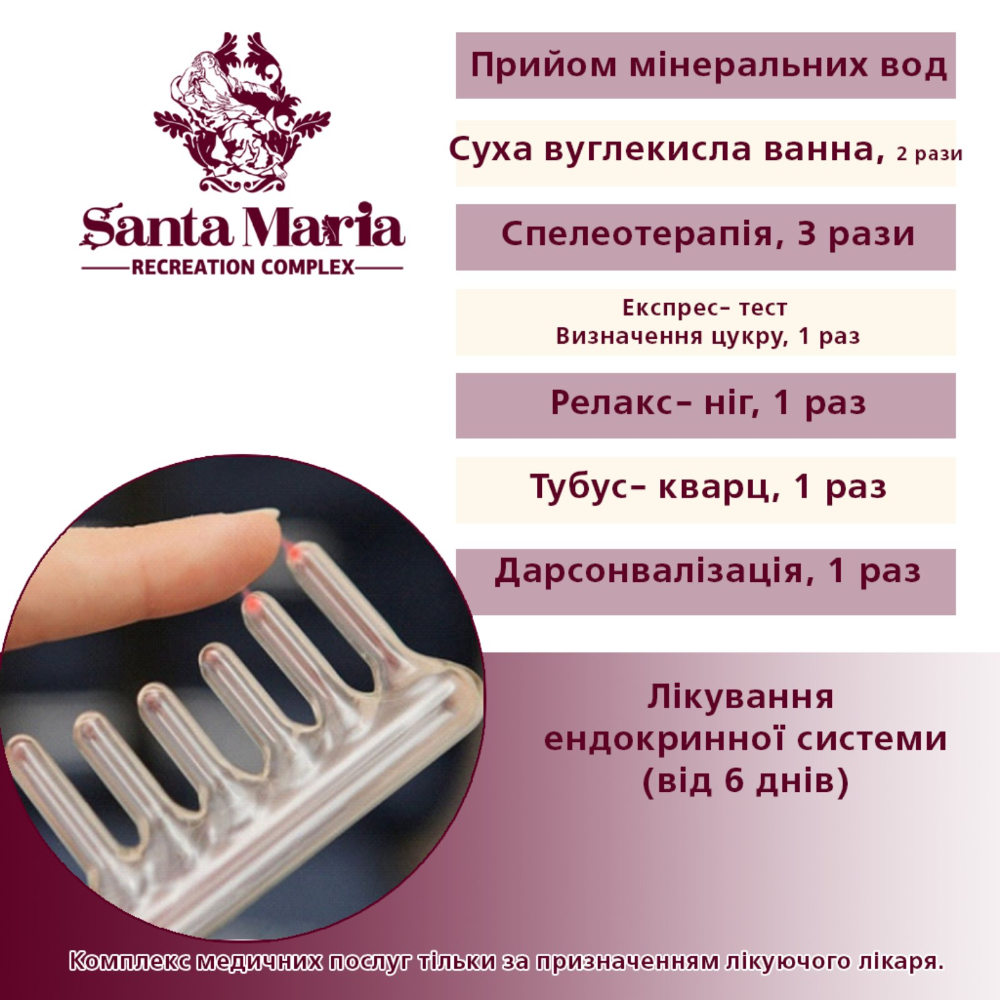 Santa Maria
RECREATION COMPLEX
Прийом мінеральних вод
Суха вуглекисла ванна, 2 рази
Спелеотерапія, 3 рази
Експрес- тест
Визначення цукру, 1 раз
Релакс- ніг, 1 раз
Тубус- кварц, 1 раз
Дарсонвалізація, 1 раз
Лікування
ендокринної системи
(від 6 днів)
Комплекс медичних послуг тільки за призначенням лікуючого лікаря.